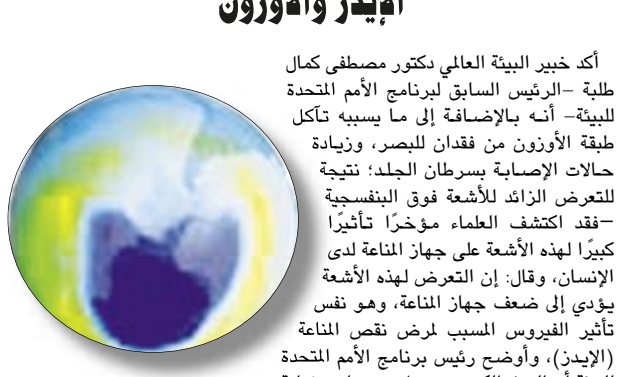 الإيدز والأوزون
أكد خبير البيئة العالمي دكتور مصطفى كمال
طلبة –الرئيس السابق لبرنامج الأمم المتحدة
للبيئة– أنه بالإضافة إلى ما يسببه تآكل
طبقة الأوزون من فقدان للبصر، وزيادة
حالات الإصابة بسرطان الجلد؛ نتيجة
للتعرض الزائد للأشعة فوق البنفسجية
–فقد اكتشف العلماء مؤخرًا تأثيرًا
كبيرًا لهذه الأشعة على جهاز المناعة لدى
الإنسان، وقال: إن التعرض لهذه الأشعة
يؤدي إلى ضعف جهاز المناعة، وهو نفس
تأثير الفيروس المسبب لمرض نقص المناعة
(الإيدز)، وأوضح رئيس برنامج الأمم المتحدة